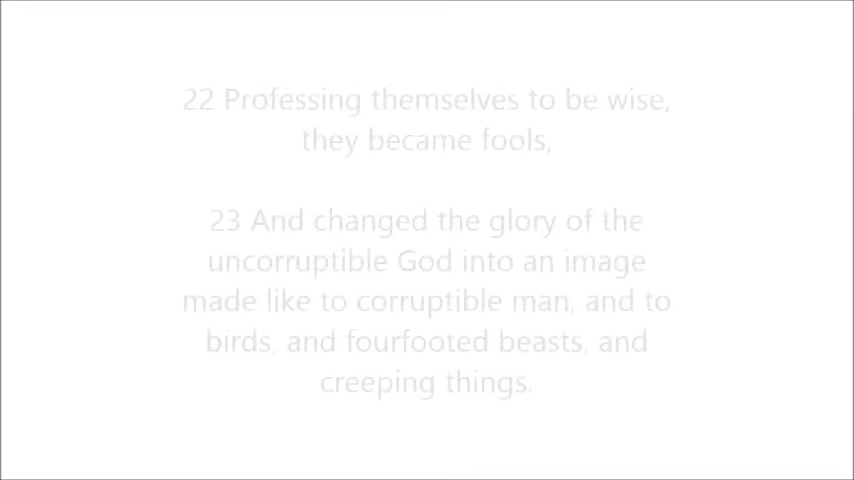 22 Professing themselves to be wise,
they became fools,
23 And changed the glory of the
uncorruptible God into an image
made like to corruptible man, and to
birds, and fourfooted beasts, and
creeping things.